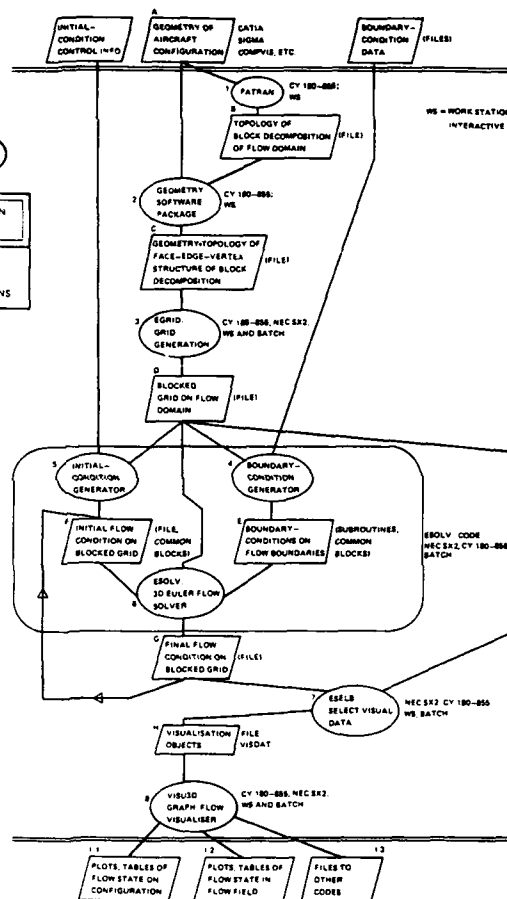 INITIAL-
CONDITION
CONTROL INFO
A
GEOMETRY OF
AIRCRAFT
CONFIGURATION
CATIA
SIGMA
COMPVIS, ETC.
BOUNDARY-
CONDITION
DATA
(FILES)
1
PATRAN
CY 180-855;
WS
WS = WORK STATION
INTERACTIVE
B
TOPOLOGY OF
BLOCK DECOMPOSITION
OF FLOW DOMAIN
(FILE)
2
GEOMETRY
SOFTWARE
PACKAGE
CY 180-855;
WS
C
GEOMETRY-TOPOLOGY OF
FACE-EDGE-VERTEX
STRUCTURE OF BLOCK
DECOMPOSITION
(FILE)
NS
3
EGRID.
GRID
GENERATION
CY 180-855, NEC SX2,
WS AND BATCH
D
BLOCKED
GRID ON FLOW
DOMAIN
(FILE)
5
INITIAL-
CONDITION
GENERATOR
4
BOUNDARY-
CONDITION
GENERATOR
F
INITIAL FLOW
CONDITION ON
BLOCKED GRID
(FILE,
COMMON
BLOCKS)
E
BOUNDARY-
CONDITIONS ON
FLOW BOUNDARIES
(SUBROUTINES,
COMMON
BLOCKS)
ESOLV CODE
NEC SX2, CY 180-855
BATCH
6
ESOLV.
3D EULER FLOW
SOLVER
G
FINAL FLOW
CONDITION ON
BLOCKED GRID
(FILE)
7
ESELB
SELECT VISUAL
DATA
NEC SX2 CY 180-855
WS, BATCH
H
VISUALISATION
OBJECTS
FILE
VISDAT
8
VISU3D
GRAPH FLOW
VISUALISER
CY 180-855, NEC SX2,
WS AND BATCH
I.1
PLOTS, TABLES OF
FLOW STATE ON
CONFIGURATION
I.2
PLOTS, TABLES OF
FLOW STATE IN
FLOW FIELD
I.3
FILES TO
OTHER
CODES